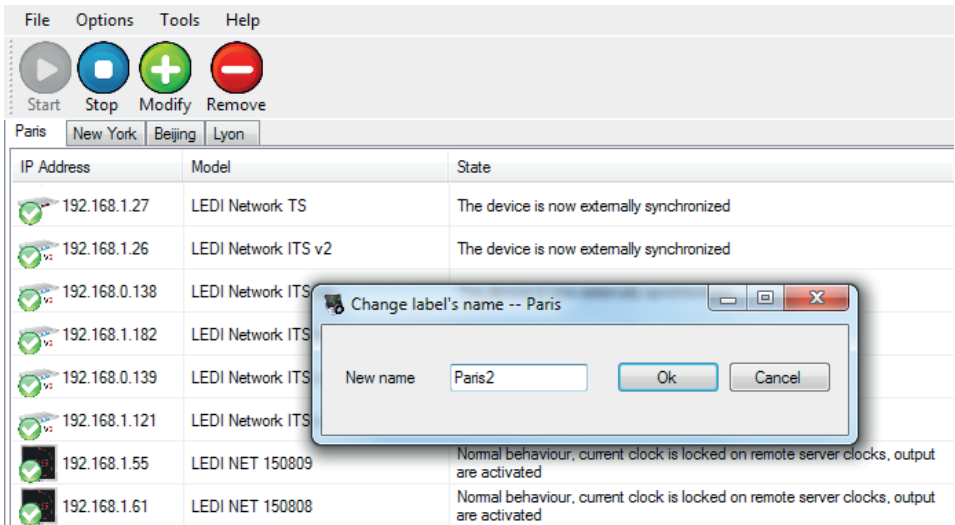 File Options Tools Help
Start Stop Modify Remove
Paris New York Beijing Lyon
IP Address Model State
192.168.1.27 LEDI Network TS The device is now externally synchronized
192.168.1.26 LEDI Network ITS v2 The device is now externally synchronized
192.168.0.138 LEDI Network ITS
Change label's name -- Paris
192.168.1.182 LEDI Network ITS
192.168.0.139 LEDI Network ITS
New name Paris2 Ok Cancel
192.168.1.121 LEDI Network ITS
192.168.1.55 LEDI NET 150809 Normal behaviour, current clock is locked on remote server clocks, output
are activated
192.168.1.61 LEDI NET 150808 Normal behaviour, current clock is locked on remote server clocks, output
are activated